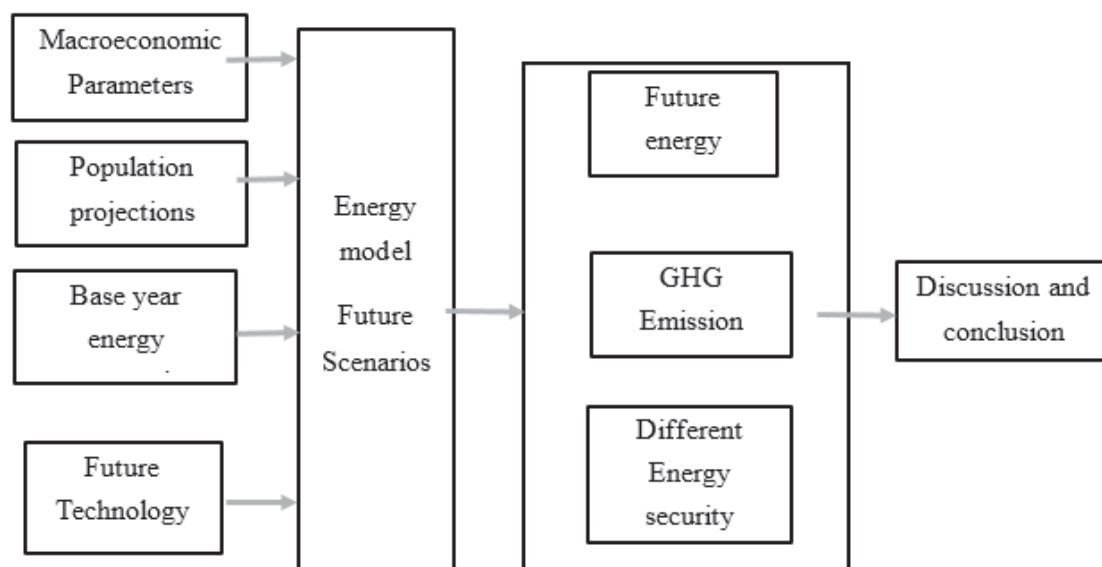 Macroeconomic
Parameters
Population
projections
Base year
energy
Future
Technology
Energy
model
Future
Scenarios
Future
energy
GHG
Emission
Different
Energy
security
Discussion and
conclusion